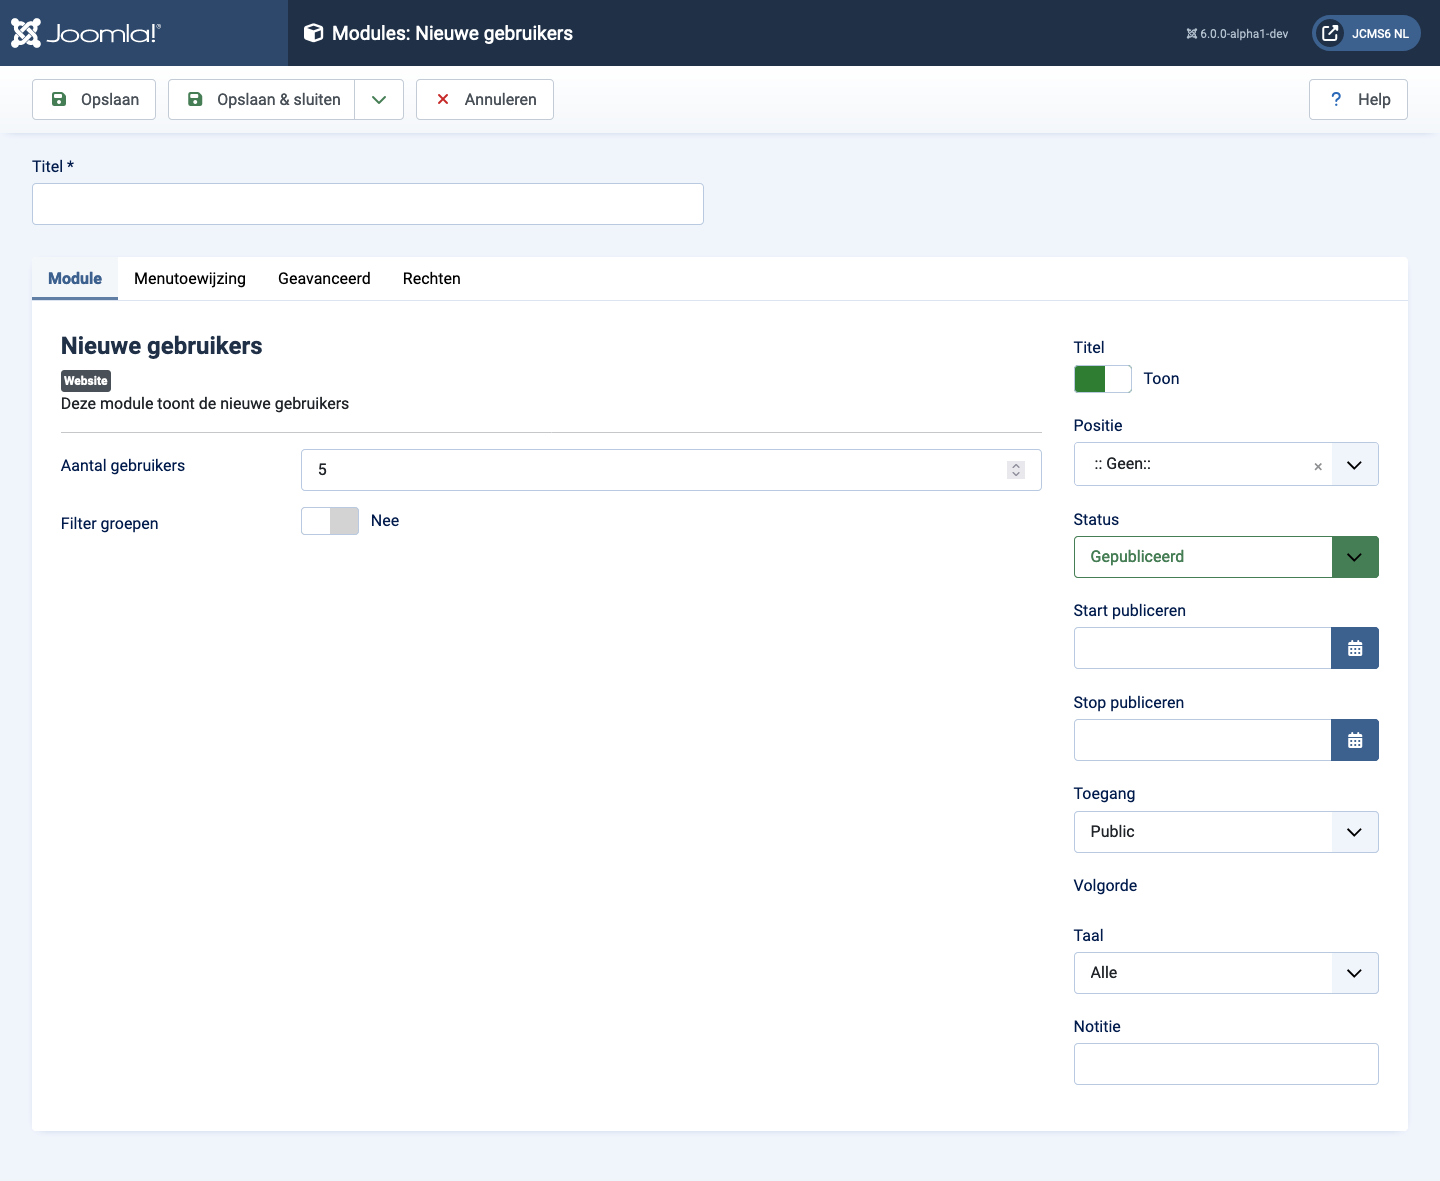 Joomla!®
Modules: Nieuwe gebruikers
6.0.0-alpha1-dev
JCMS6 NL
Opslaan
Opslaan & sluiten
Annuleren
? Help
Titel *
Module
Menutoewijzing
Geavanceerd
Rechten
Nieuwe gebruikers
Website
Deze module toont de nieuwe gebruikers
Aantal gebruikers
5
Filter groepen
Nee
Titel
Toon
Positie
:: Geen::
×
Status
Gepubliceerd
Start publiceren
Stop publiceren
Toegang
Public
Volgorde
Taal
Alle
Notitie